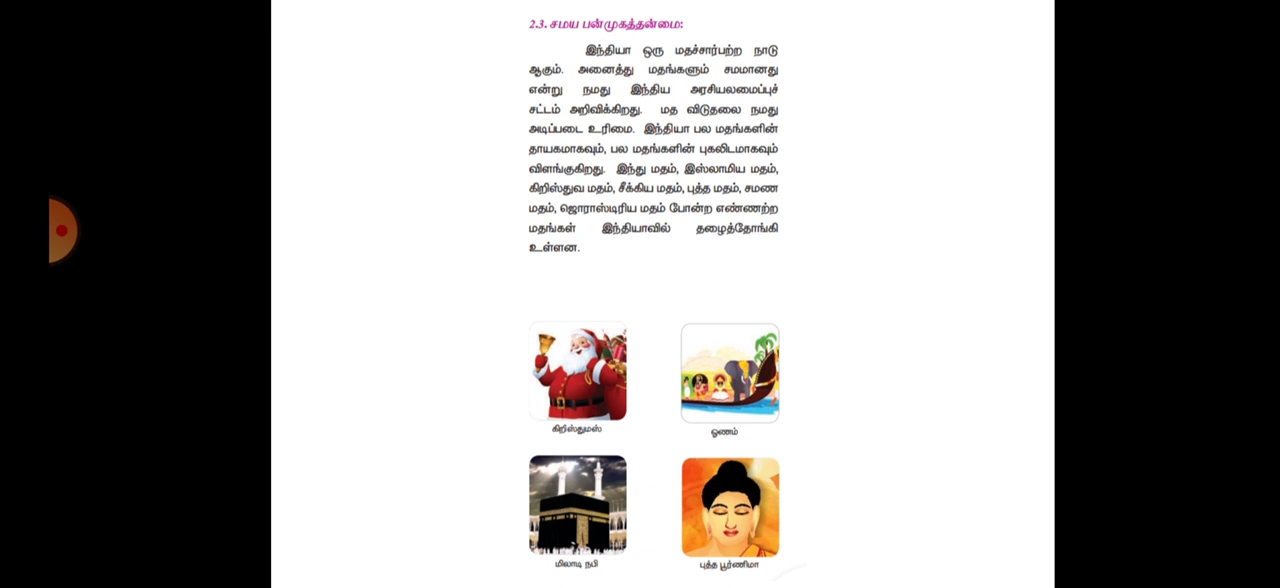 2.3. சமய பன்முகத்தன்மை:
இந்தியா ஒரு மதச்சார்பற்ற நாடு
ஆகும். அனைத்து மதங்களும் சமமானது
என்று நமது இந்திய அரசியலமைப்புச்
சட்டம் அறிவிக்கிறது. மத விடுதலை நமது
அடிப்படை உரிமை. இந்தியா பல மதங்களின்
தாயகமாகவும், பல மதங்களின் புகலிடமாகவும்
விளங்குகிறது. இந்து மதம், இஸ்லாமிய மதம்,
கிறிஸ்துவ மதம், சீக்கிய மதம், புத்த மதம், சமண
மதம், ஜொராஸ்டிரிய மதம் போன்ற எண்ணற்ற
மதங்கள் இந்தியாவில் தழைத்தோங்கி
உள்ளன.
கிறிஸ்துமஸ்
ஓணம்
மிலாடி நபி
புத்த பூர்ணிமா